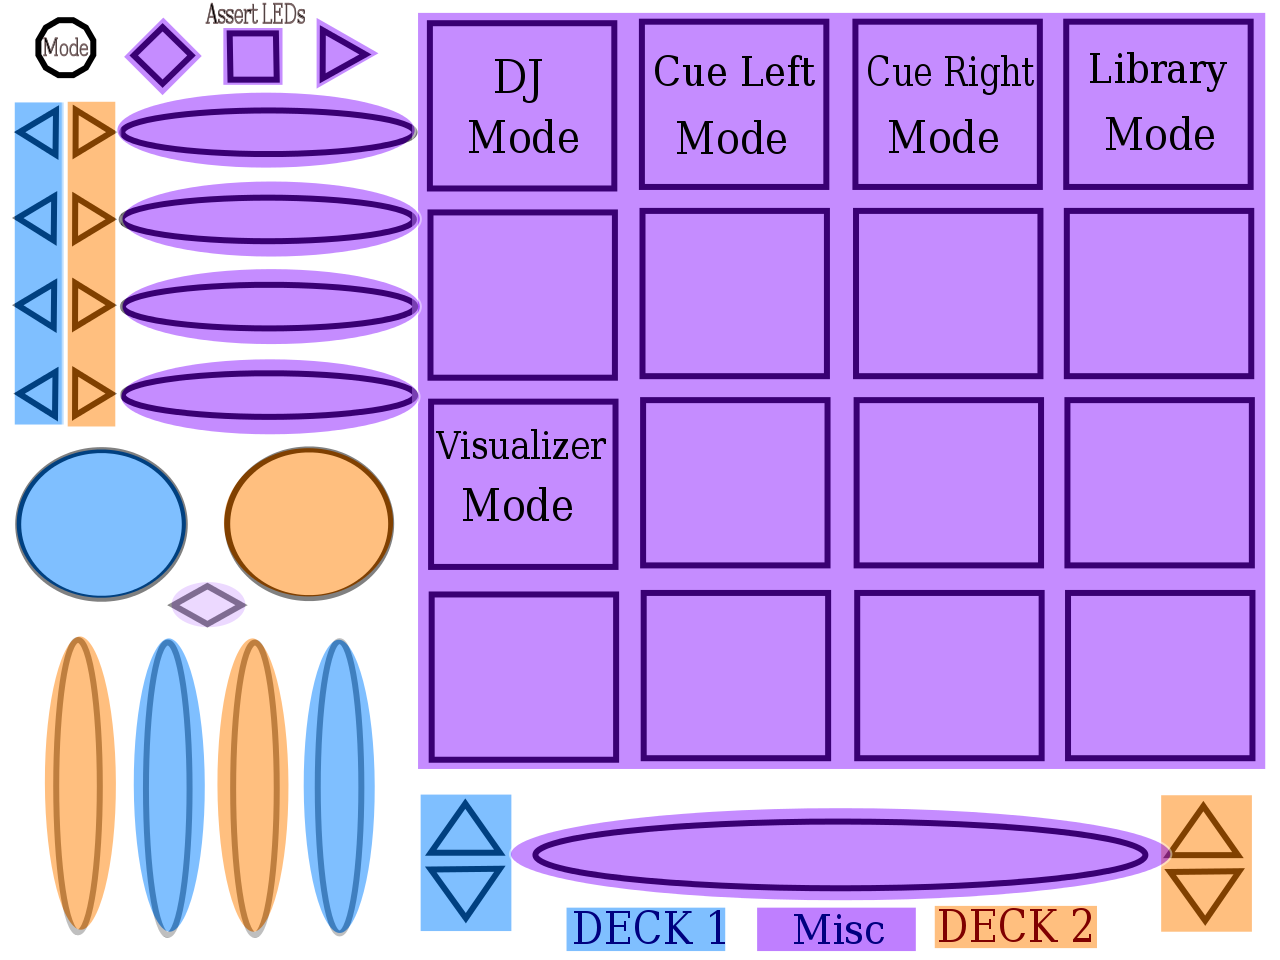 Assert LEDs
Mode
DJ
Mode
Cue Left
Mode
Cue Right
Mode
Library
Mode
Visualizer
Mode
DECK 1
Misc
DECK 2